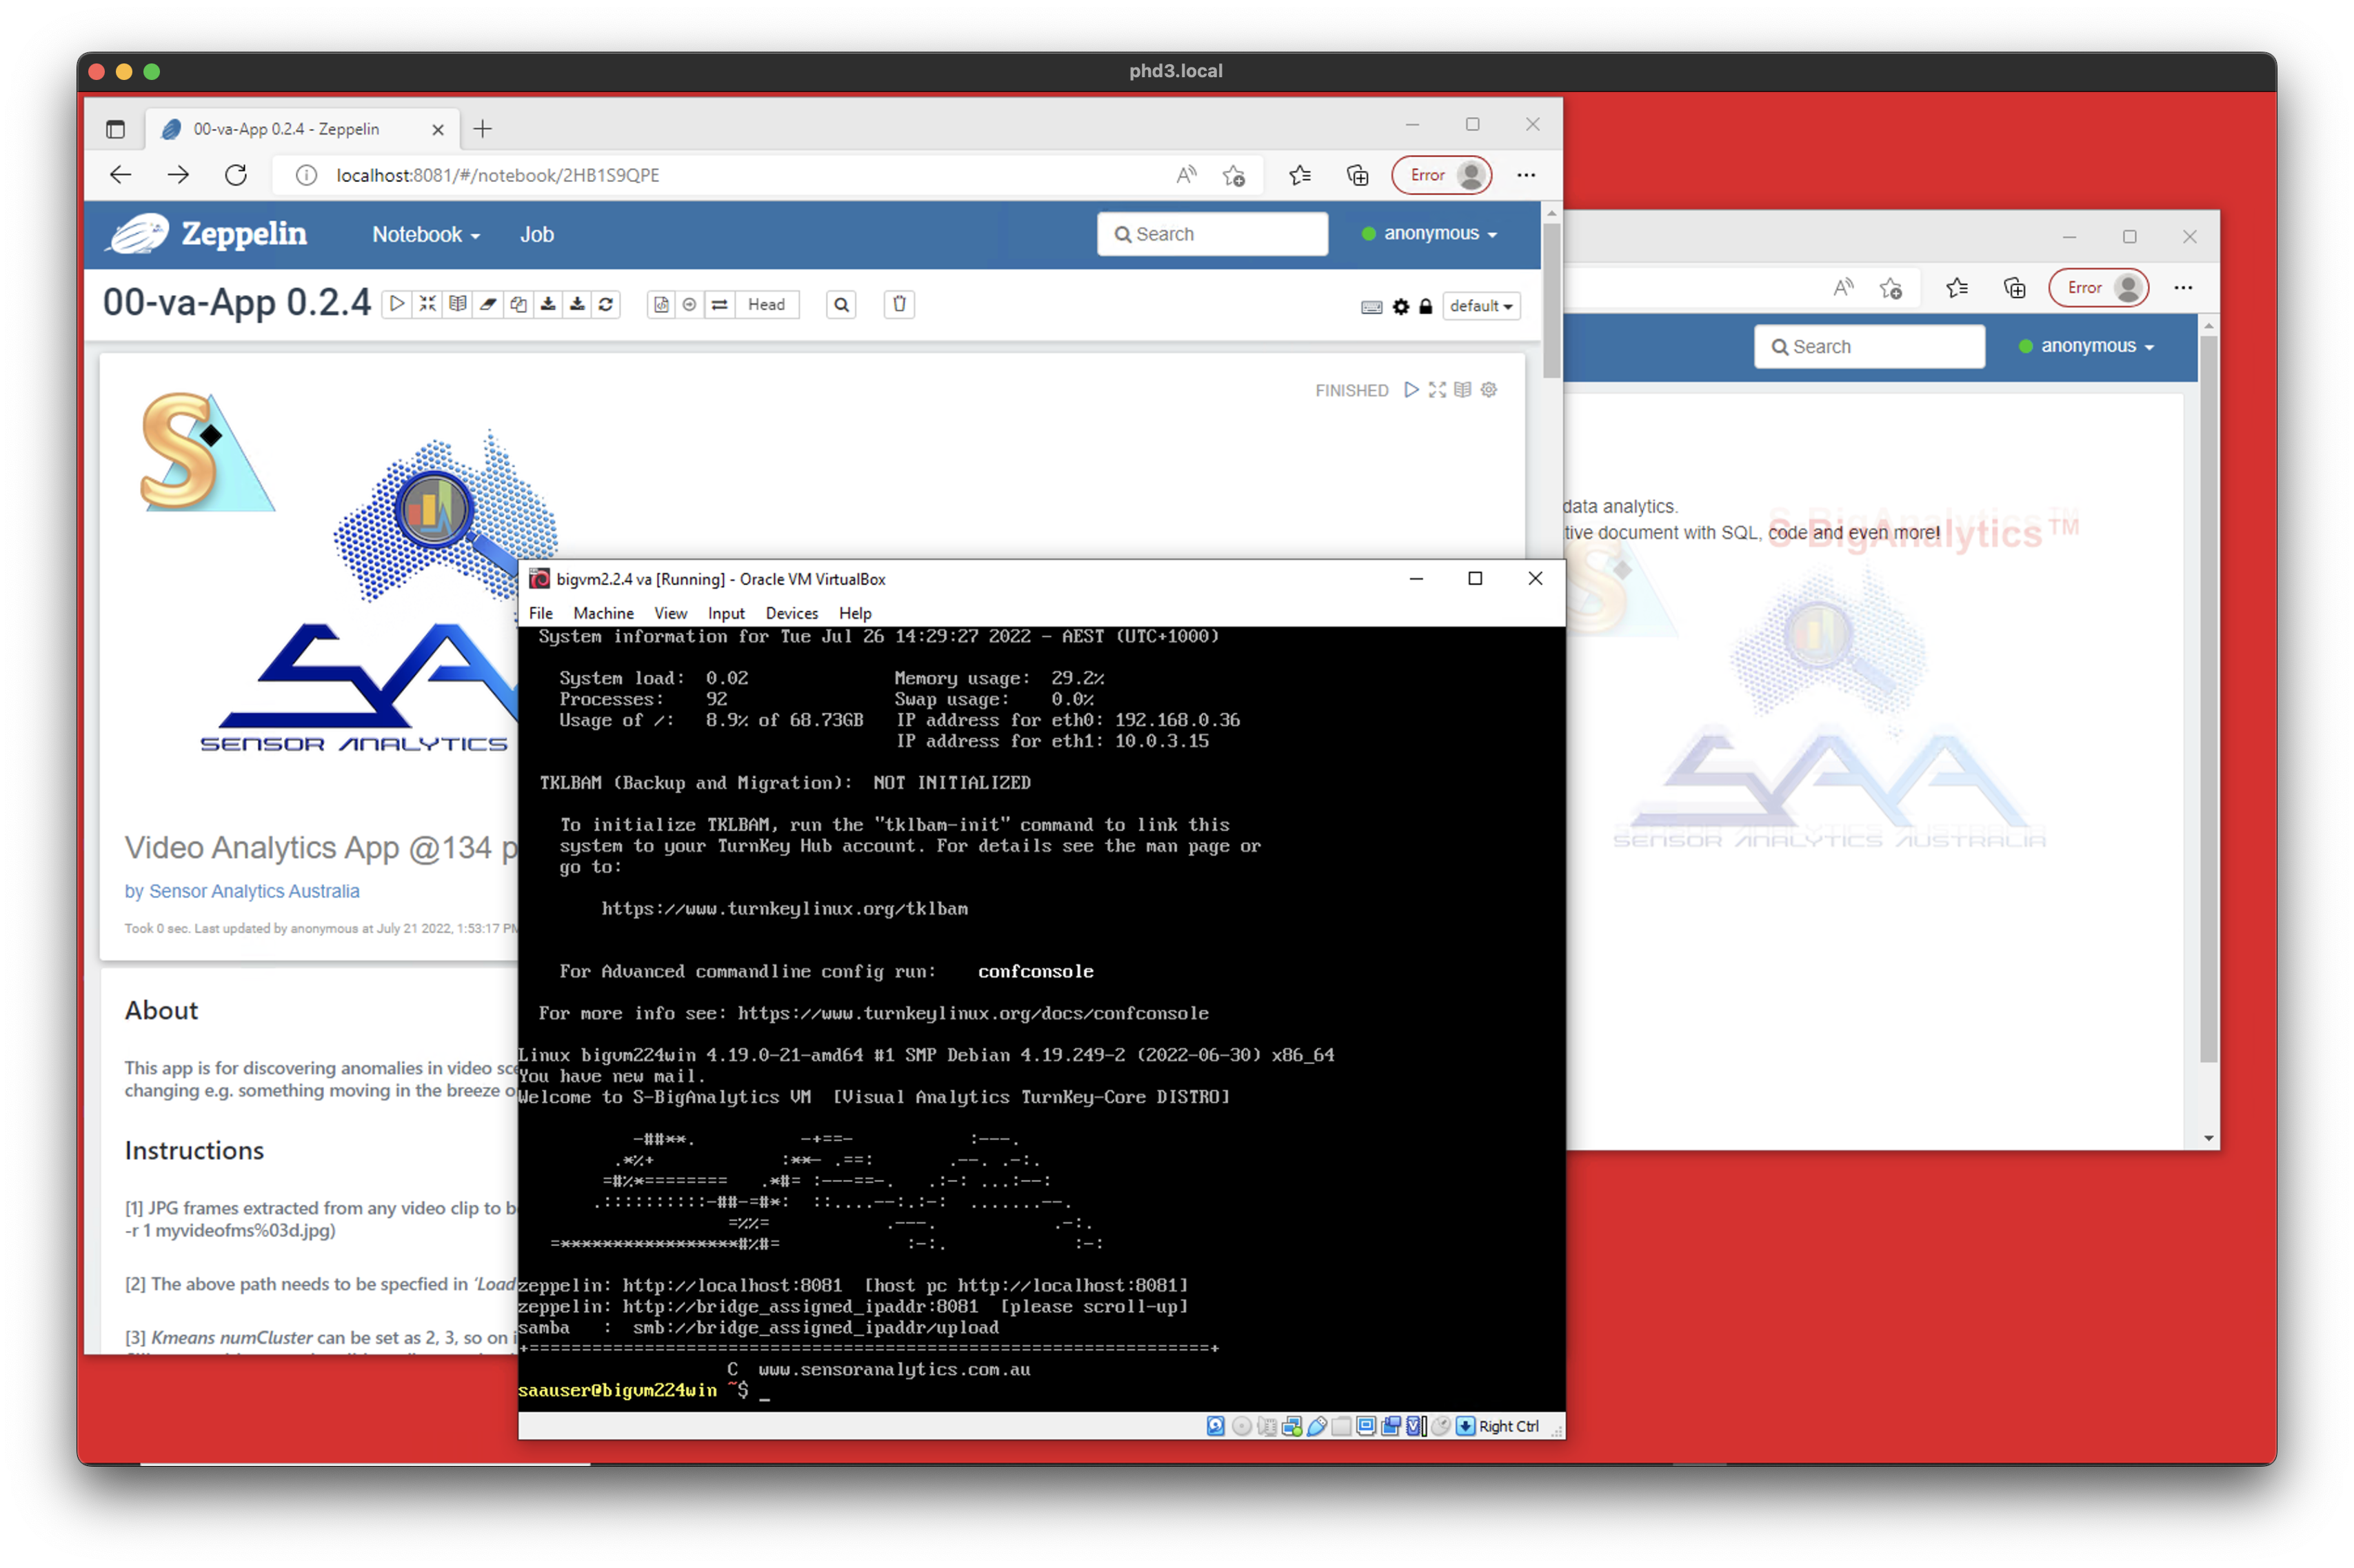 phd3.local
00-va-App 0.2.4 - Zeppelin
localhost:8081/#/notebook/2HB1S9QPE
Error
Zeppelin
Notebook
Job
Search
anonymous
00-va-App 0.2.4
Head
default
FINISHED
SENSOR ANALYTICS
Video Analytics App @134 p
by Sensor Analytics Australia
Took 0 sec. Last updated by anonymous at July 21 2022, 1:53:17 PM
About
This app is for discovering anomalies in video sce
changing e.g. something moving in the breeze o
Instructions
[1] JPG frames extracted from any video clip to b
-r 1 myvideofms%03d.jpg)
[2] The above path needs to be specfied in 'Load
[3] Kmeans numCluster can be set as 2, 3, so on i
Error
Search
anonymous
data analytics.
tive document with SQL, code and even more!
S-BigAnalytics™
SENSOR ANALYTICS AUSTRALIA
bigvm2.2.4 va [Running] - Oracle VM VirtualBox
File Machine View Input Devices Help
System information for Tue Jul 26 14:29:27 2022 - AEST (UTC+1000)
System load: 0.02 Memory usage: 29.2%
Processes: 92 Swap usage: 0.0%
Usage of /: 8.9% of 68.73GB IP address for eth0: 192.168.0.36
IP address for eth1: 10.0.3.15
TKLBAM (Backup and Migration): NOT INITIALIZED
To initialize TKLBAM, run the "tklbam-init" command to link this
system to your TurnKey Hub account. For details see the man page or
go to:
https://www.turnkeylinux.org/tklbam
For Advanced commandline config run: confconsole
For more info see: https://www.turnkeylinux.org/docs/confconsole
Linux bigvm224win 4.19.0-21-amd64 #1 SMP Debian 4.19.249-2 (2022-06-30) x86_64
You have new mail.
Welcome to S-BigAnalytics VM [Visual Analytics TurnKey-Core DISTRO]
zeppelin: http://localhost:8081 [host pc http://localhost:8081]
zeppelin: http://bridge_assigned_ipaddr:8081 [please scroll-up]
samba : smb://bridge_assigned_ipaddr/upload
+=================================================================+
C www.sensoranalytics.com.au
saauser@bigvm224win ~$ _
Right Ctrl